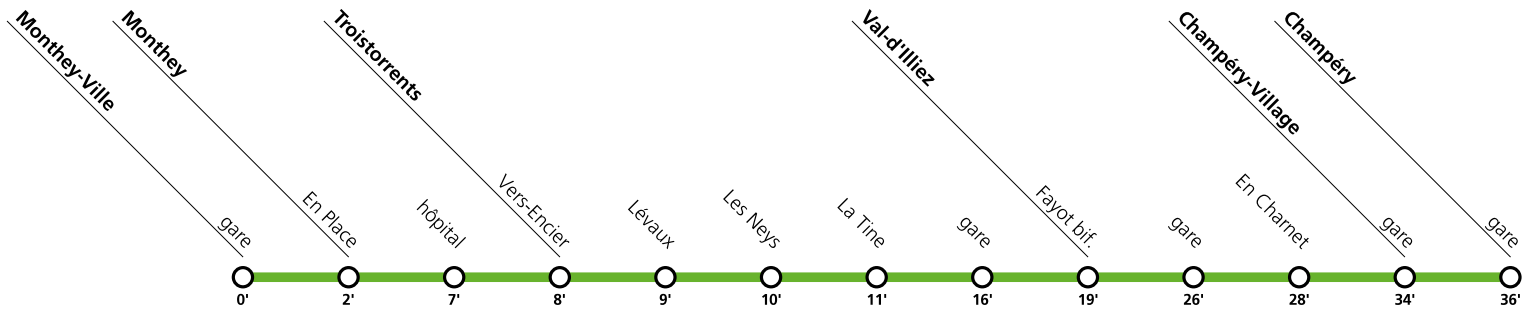 Monthey-Ville
Monthey
Troistorrents
Val-d'Illiez
Champéry-Village
Champéry
gare
En Place
hôpital
Vers-Encier
Lévaux
Les Neys
La Tine
gare
Fayot bif.
gare
En Charnet
gare
gare
0' 2' 7' 8' 9' 10' 11' 16' 19' 26' 28' 34' 36'